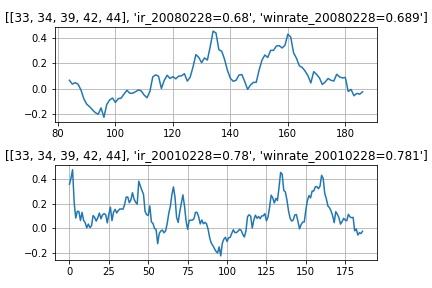 [[33, 34, 39, 42, 44], 'ir_20080228=0.68', 'winrate_20080228=0.689']
0.4
0.2
0.0
−0.2
80 100 120 140 160 180
[[33, 34, 39, 42, 44], 'ir_20010228=0.78', 'winrate_20010228=0.781']
0.4
0.2
0.0
−0.2
0 25 50 75 100 125 150 175